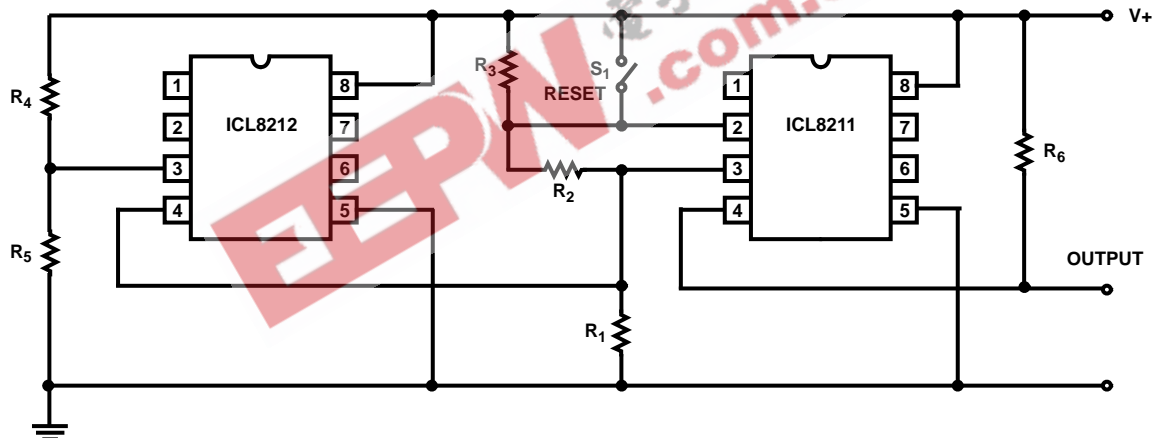 V+
R4
R5
1
2
3
4
ICL8212
8
7
6
5
R3
S1
RESET
R2
R1
1
2
3
4
ICL8211
8
7
6
5
R6
OUTPUT
EEPW
.com.c